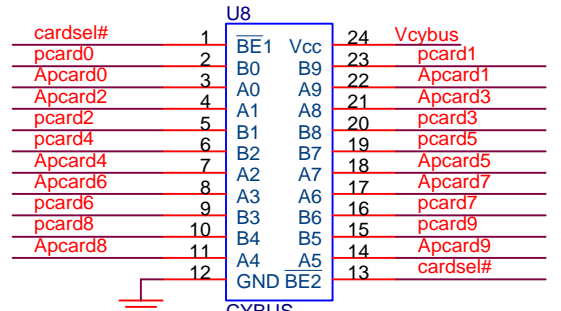 U8
cardsel# 1 BE1 Vcc 24 Vcybus
pcard0 2 B0 B9 23 pcard1
Apcard0 3 A0 A9 22 Apcard1
Apcard2 4 A1 A8 21 Apcard3
pcard2 5 B1 B8 20 pcard3
pcard4 6 B2 B7 19 pcard5
Apcard4 7 A2 A7 18 Apcard5
Apcard6 8 A3 A6 17 Apcard7
pcard6 9 B3 B6 16 pcard7
pcard8 10 B4 B5 15 pcard9
Apcard8 11 A4 A5 14 Apcard9
12 GND BE2 13 cardsel#
CYBUS